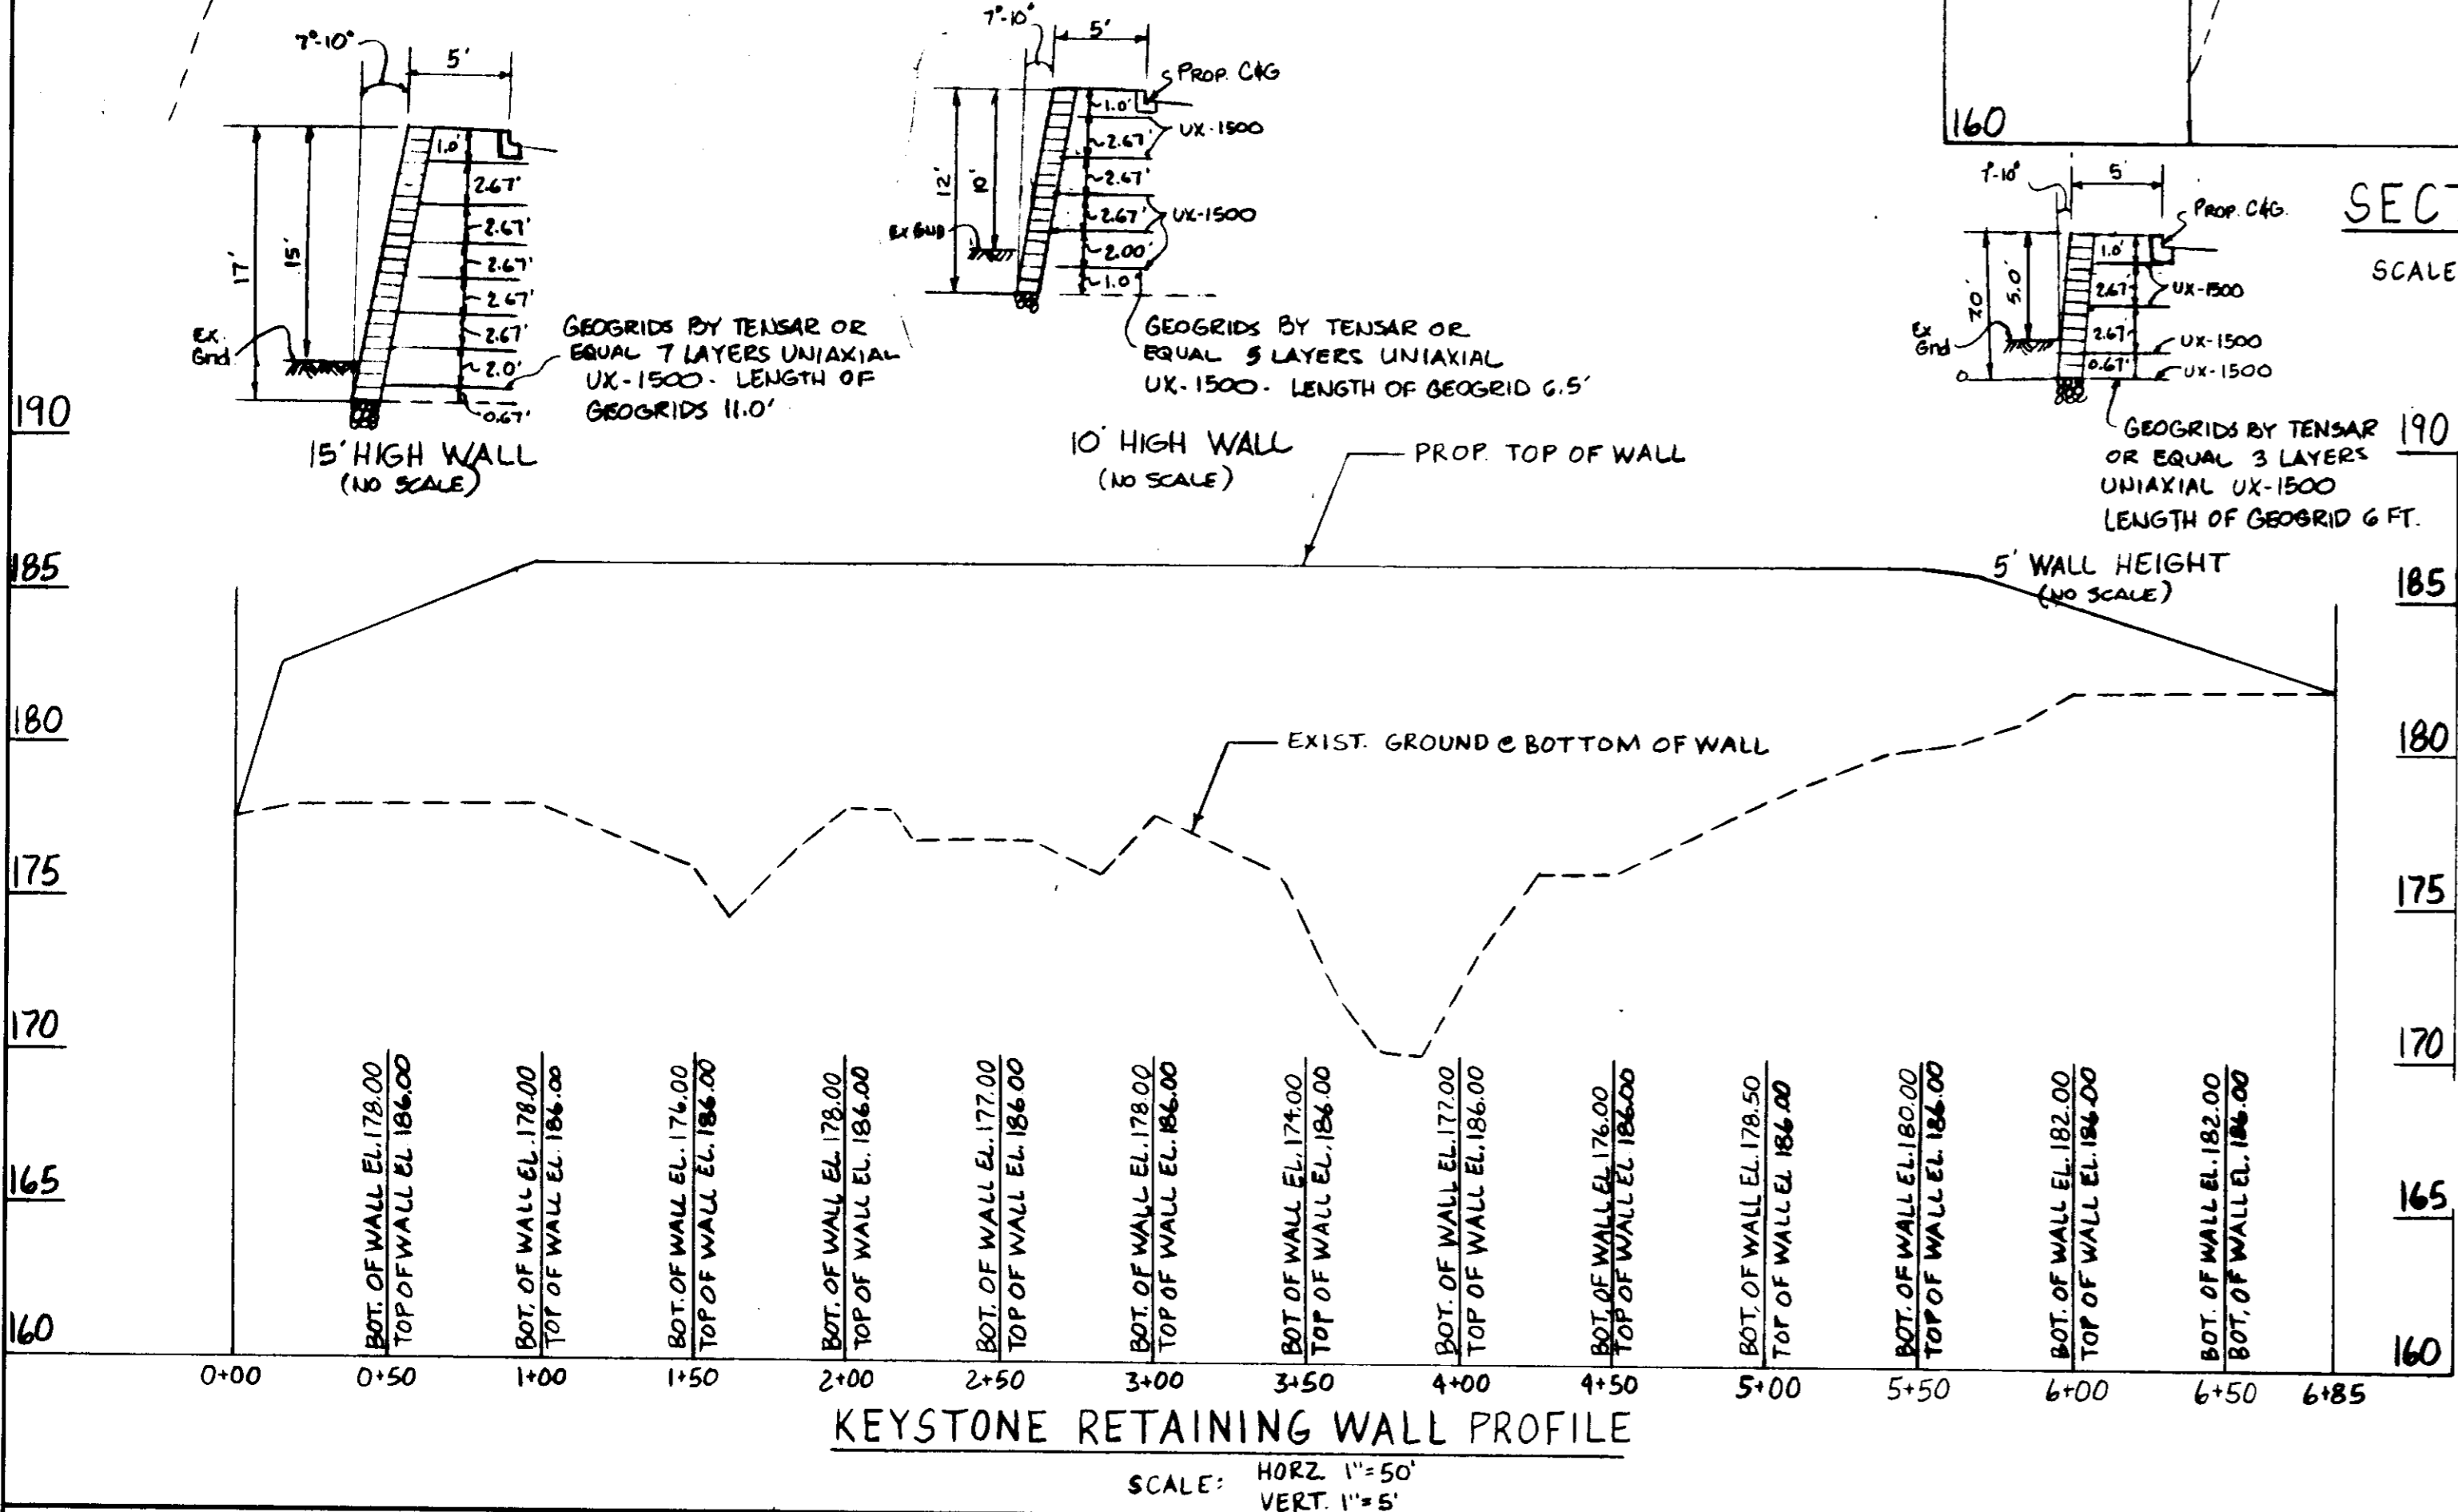 7°-10°
5'
1.0'
2.67'
2.67'
2.67'
2.67'
2.67'
2.0'
0.67'
17'
15'
Ex.
Gnd.
GEOGRIDS BY TENSAR OR
EQUAL 7 LAYERS UNIAXIAL
UX-1500. LENGTH OF
GEOGRIDS 11.0'
15' HIGH WALL
(NO SCALE)
7°-10°
5'
PROP. C&G
~1.0'
UX-1500
~2.67'
~2.67'
~2.67'
UX-1500
~2.00'
~1.0
12'
10'
EX GND
GEOGRIDS BY TENSAR OR
EQUAL 5 LAYERS UNIAXIAL
UX-1500. LENGTH OF GEOGRID 6.5'
10' HIGH WALL
(NO SCALE)
160
7-10°
5'
PROP. C&G.
SECT
SCALE
1.0'
2.67'
UX-1500
2.67'
UX-1500
0.67'
UX-1500
7.0'
5.0'
Ex
Gnd
0
GEOGRIDS BY TENSAR
OR EQUAL 3 LAYERS
UNIAXIAL UX-1500
LENGTH OF GEOGRID 6 FT.
5' WALL HEIGHT
(NO SCALE)
PROP. TOP OF WALL
EXIST. GROUND @ BOTTOM OF WALL
190
185
180
175
170
165
160
190
185
180
175
170
165
160
BOT. OF WALL EL. 178.00
TOP OF WALL EL 186.00
BOT. OF WALL EL. 178.00
TOP OF WALL EL. 186.00
BOT. OF WALL EL. 176.00
TOP OF WALL EL. 186.00
BOT. OF WALL EL. 178.00
TOP OF WALL EL. 186.00
BOT. OF WALL EL. 177.00
TOP OF WALL EL. 186.00
BOT. OF WALL EL. 178.00
TOP OF WALL EL. 186.00
BOT OF WALL EL. 174.00
TOP OF WALL EL. 186.00
BOT. OF WALL EL. 177.00
TOP OF WALL EL. 186.00
BOT. OF WALL EL 176.00
TOP OF WALL EL 186.00
BOT. OF WALL EL. 178.50
TOP OF WALL EL 186.00
BOT. OF WALL EL. 180.00
TOP OF WALL EL. 186.00
BOT. OF WALL EL. 182.00
TOP OF WALL EL. 186.00
BOT. OF WALL EL. 182.00
BOT. OF WALL EL. 186.00
0+00 0+50 1+00 1+50 2+00 2+50 3+00 3+50 4+00 4+50 5+00 5+50 6+00 6+50 6+85
KEYSTONE RETAINING WALL PROFILE
SCALE: HORZ. 1"=50'
VERT. 1"=5'